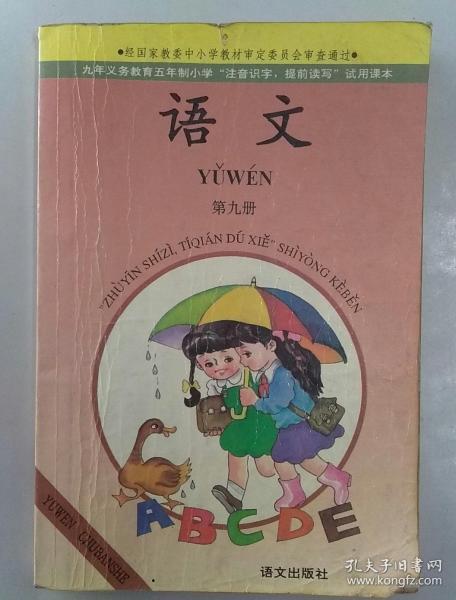 ●经国家教委中小学教材审定委员会审查通过●
九年义务教育五年制小学“注音识字，提前读写”试用课本
语文
YǓWÉN
第九册
"ZHÙYĪN SHÍZÌ, TÍQIÁN DÚ XIĚ" SHÌYÒNG KÈBĚN
ABCDE
YUWEN CHUBANSHE
语文出版社
孔夫子旧书网
www.kongfz.com